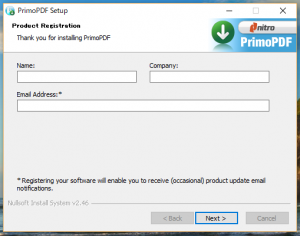 PrimoPDF Setup
Product Registration
Thank you for installing PrimoPDF
nitro
PrimoPDF
Name:
Company:
Email Address:*
* Registering your software will enable you to receive (occasional) product update email
notifications.
Nullsoft Install System v2.46
< Back
Next >
Cancel